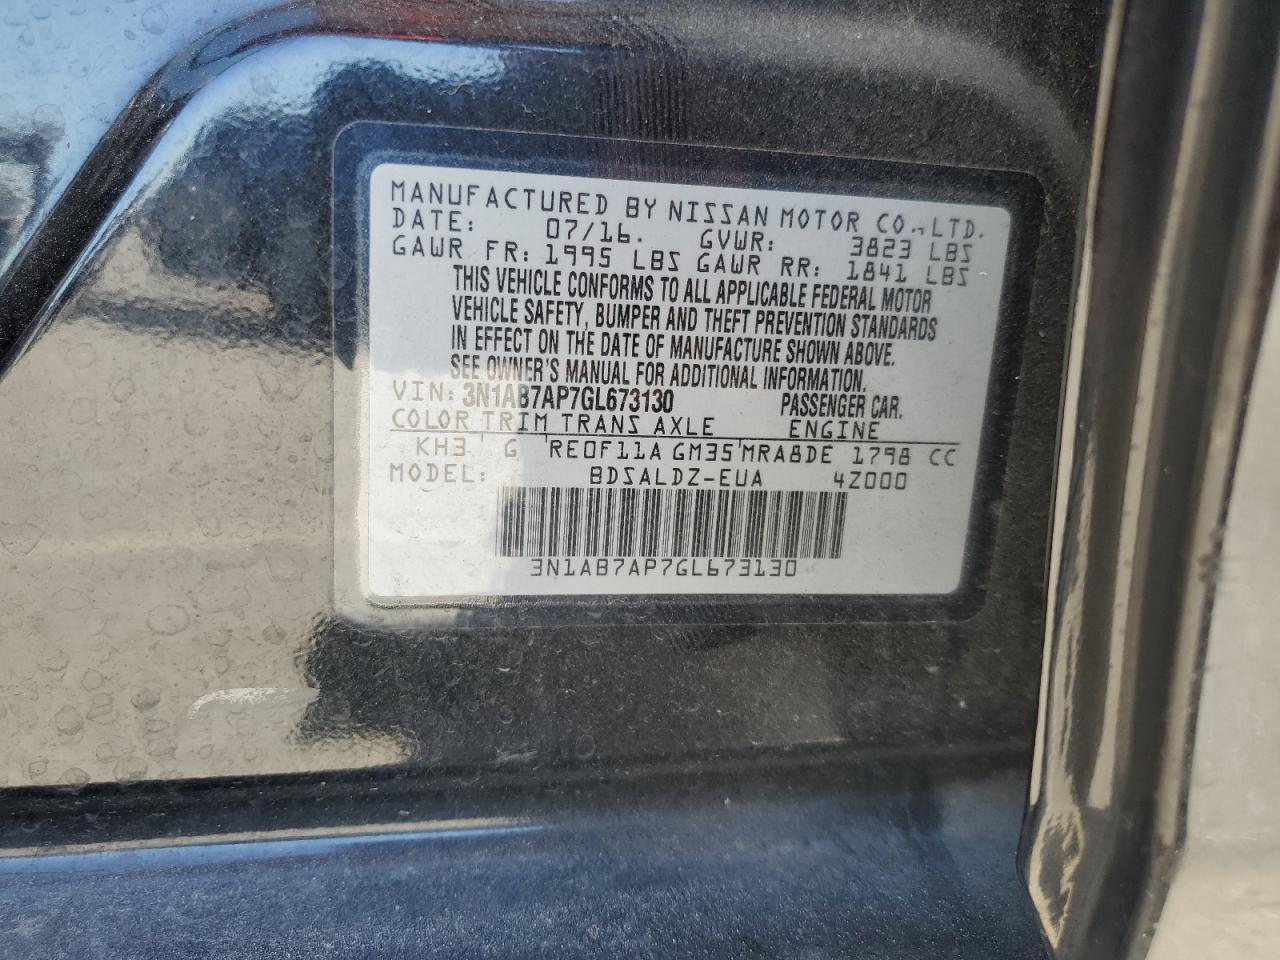 MANUFACTURED BY NISSAN MOTOR CO., LTD.
DATE: 07/16. GVWR: 3823 LBS
GAWR FR: 1995 LBS GAWR RR: 1841 LBS
THIS VEHICLE CONFORMS TO ALL APPLICABLE FEDERAL MOTOR
VEHICLE SAFETY, BUMPER AND THEFT PREVENTION STANDARDS
IN EFFECT ON THE DATE OF MANUFACTURE SHOWN ABOVE.
SEE OWNER'S MANUAL FOR ADDITIONAL INFORMATION.
VIN: 3N1AB7AP7GL673130 PASSENGER CAR.
COLOR TRIM TRANS AXLE ENGINE
KH3 ' G ' RE0F11A GM35 ' MRA8DE 1798 CC
MODEL: BDSALDZ-EUA 4Z000
3N1AB7AP7GL673130